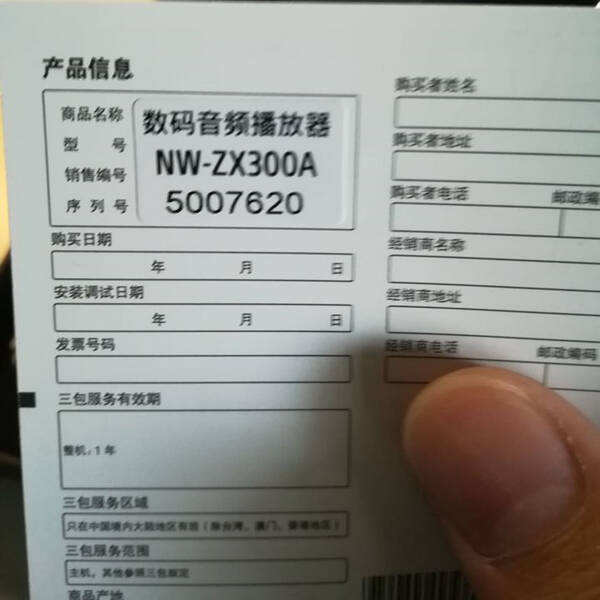 产品信息
商品名称
型 号
销售编号
序 列 号
数码音频播放器
NW-ZX300A
5007620
购买日期
年 月 日
安装调试日期
年 月 日
发票号码
三包服务有效期
整机：1年
三包服务区域
只在中国境内大陆地区有效（除台湾、澳门、香港地区）
三包服务范围
主机，其他参照三包规定
商品产地
购买者姓名
购买者地址
购买者电话 邮政编
经销商名称
经销商地址
经销商电话 邮政编码